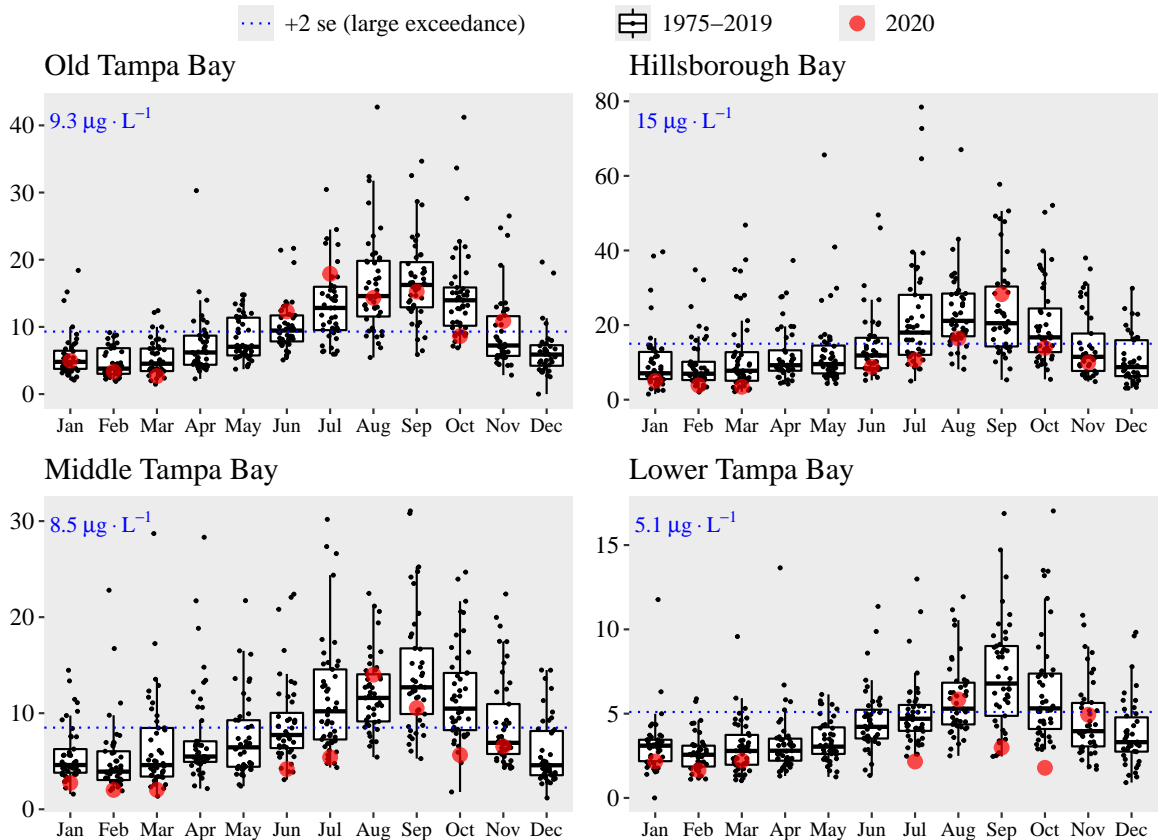 +2 se (large exceedance) 1975–2019 2020
Old Tampa Bay
9.3 μg · L⁻¹
40
30
20
10
0
Jan Feb Mar Apr May Jun Jul Aug Sep Oct Nov Dec
Hillsborough Bay
15 μg · L⁻¹
80
60
40
20
0
Jan Feb Mar Apr May Jun Jul Aug Sep Oct Nov Dec
Middle Tampa Bay
8.5 μg · L⁻¹
30
20
10
0
Jan Feb Mar Apr May Jun Jul Aug Sep Oct Nov Dec
Lower Tampa Bay
5.1 μg · L⁻¹
15
10
5
0
Jan Feb Mar Apr May Jun Jul Aug Sep Oct Nov Dec